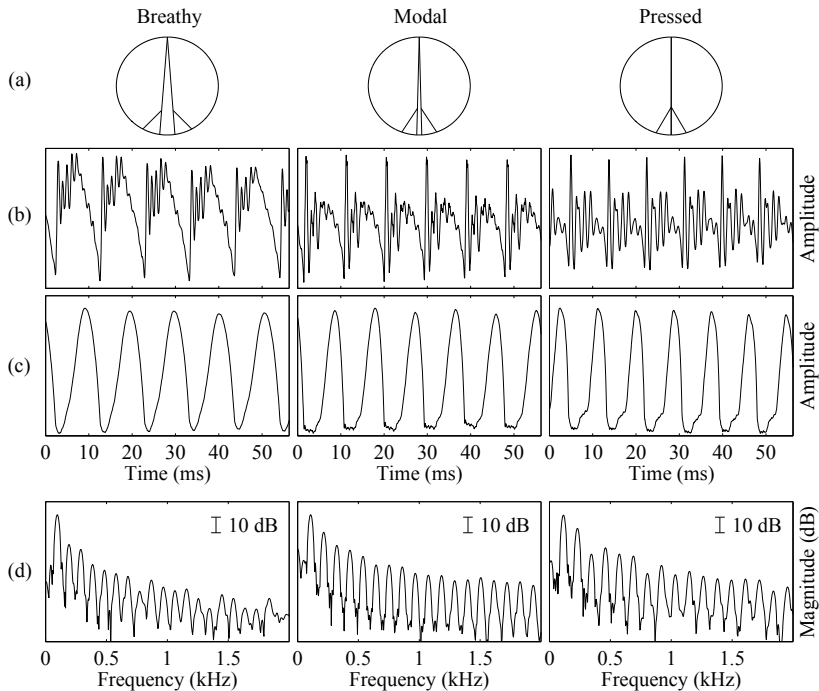 Breathy Modal Pressed
(a)
(b) Amplitude
(c) Amplitude
0 10 20 30 40 50 0 10 20 30 40 50 0 10 20 30 40 50
Time (ms) Time (ms) Time (ms)
10 dB 10 dB 10 dB
(d) Magnitude (dB)
0 0.5 1 1.5 0 0.5 1 1.5 0 0.5 1 1.5
Frequency (kHz) Frequency (kHz) Frequency (kHz)